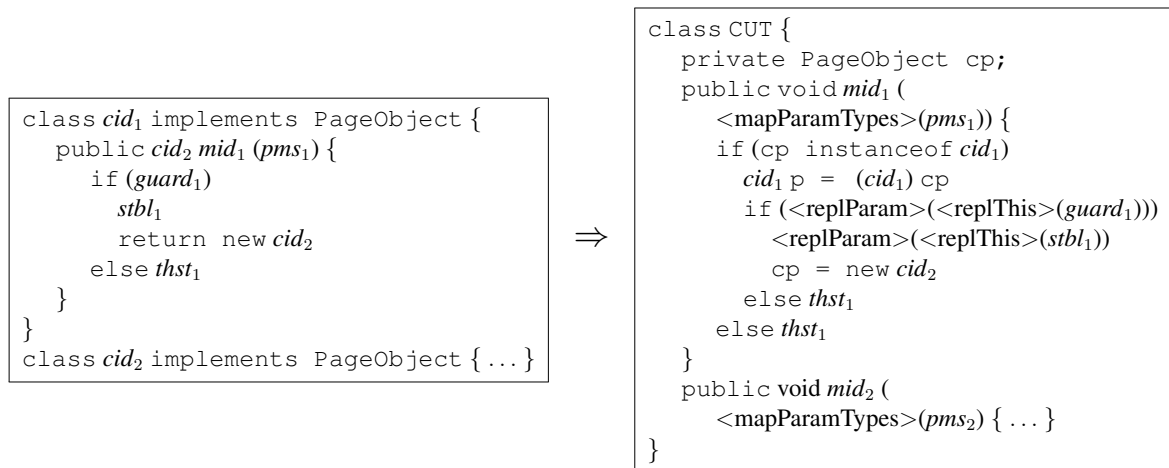 class cid₁ implements PageObject {
public cid₂ mid₁ (pms₁) {
if (guard₁)
stbl₁
return new cid₂
else thst₁
}
}
class cid₂ implements PageObject { ... }
⇒
class CUT {
private PageObject cp;
public void mid₁ (
<mapParamTypes>(pms₁)) {
if (cp instanceof cid₁)
cid₁ p = (cid₁) cp
if (<replParam>(<replThis>(guard₁)))
<replParam>(<replThis>(stbl₁))
cp = new cid₂
else thst₁
else thst₁
}
public void mid₂ (
<mapParamTypes>(pms₂) { ... }
}